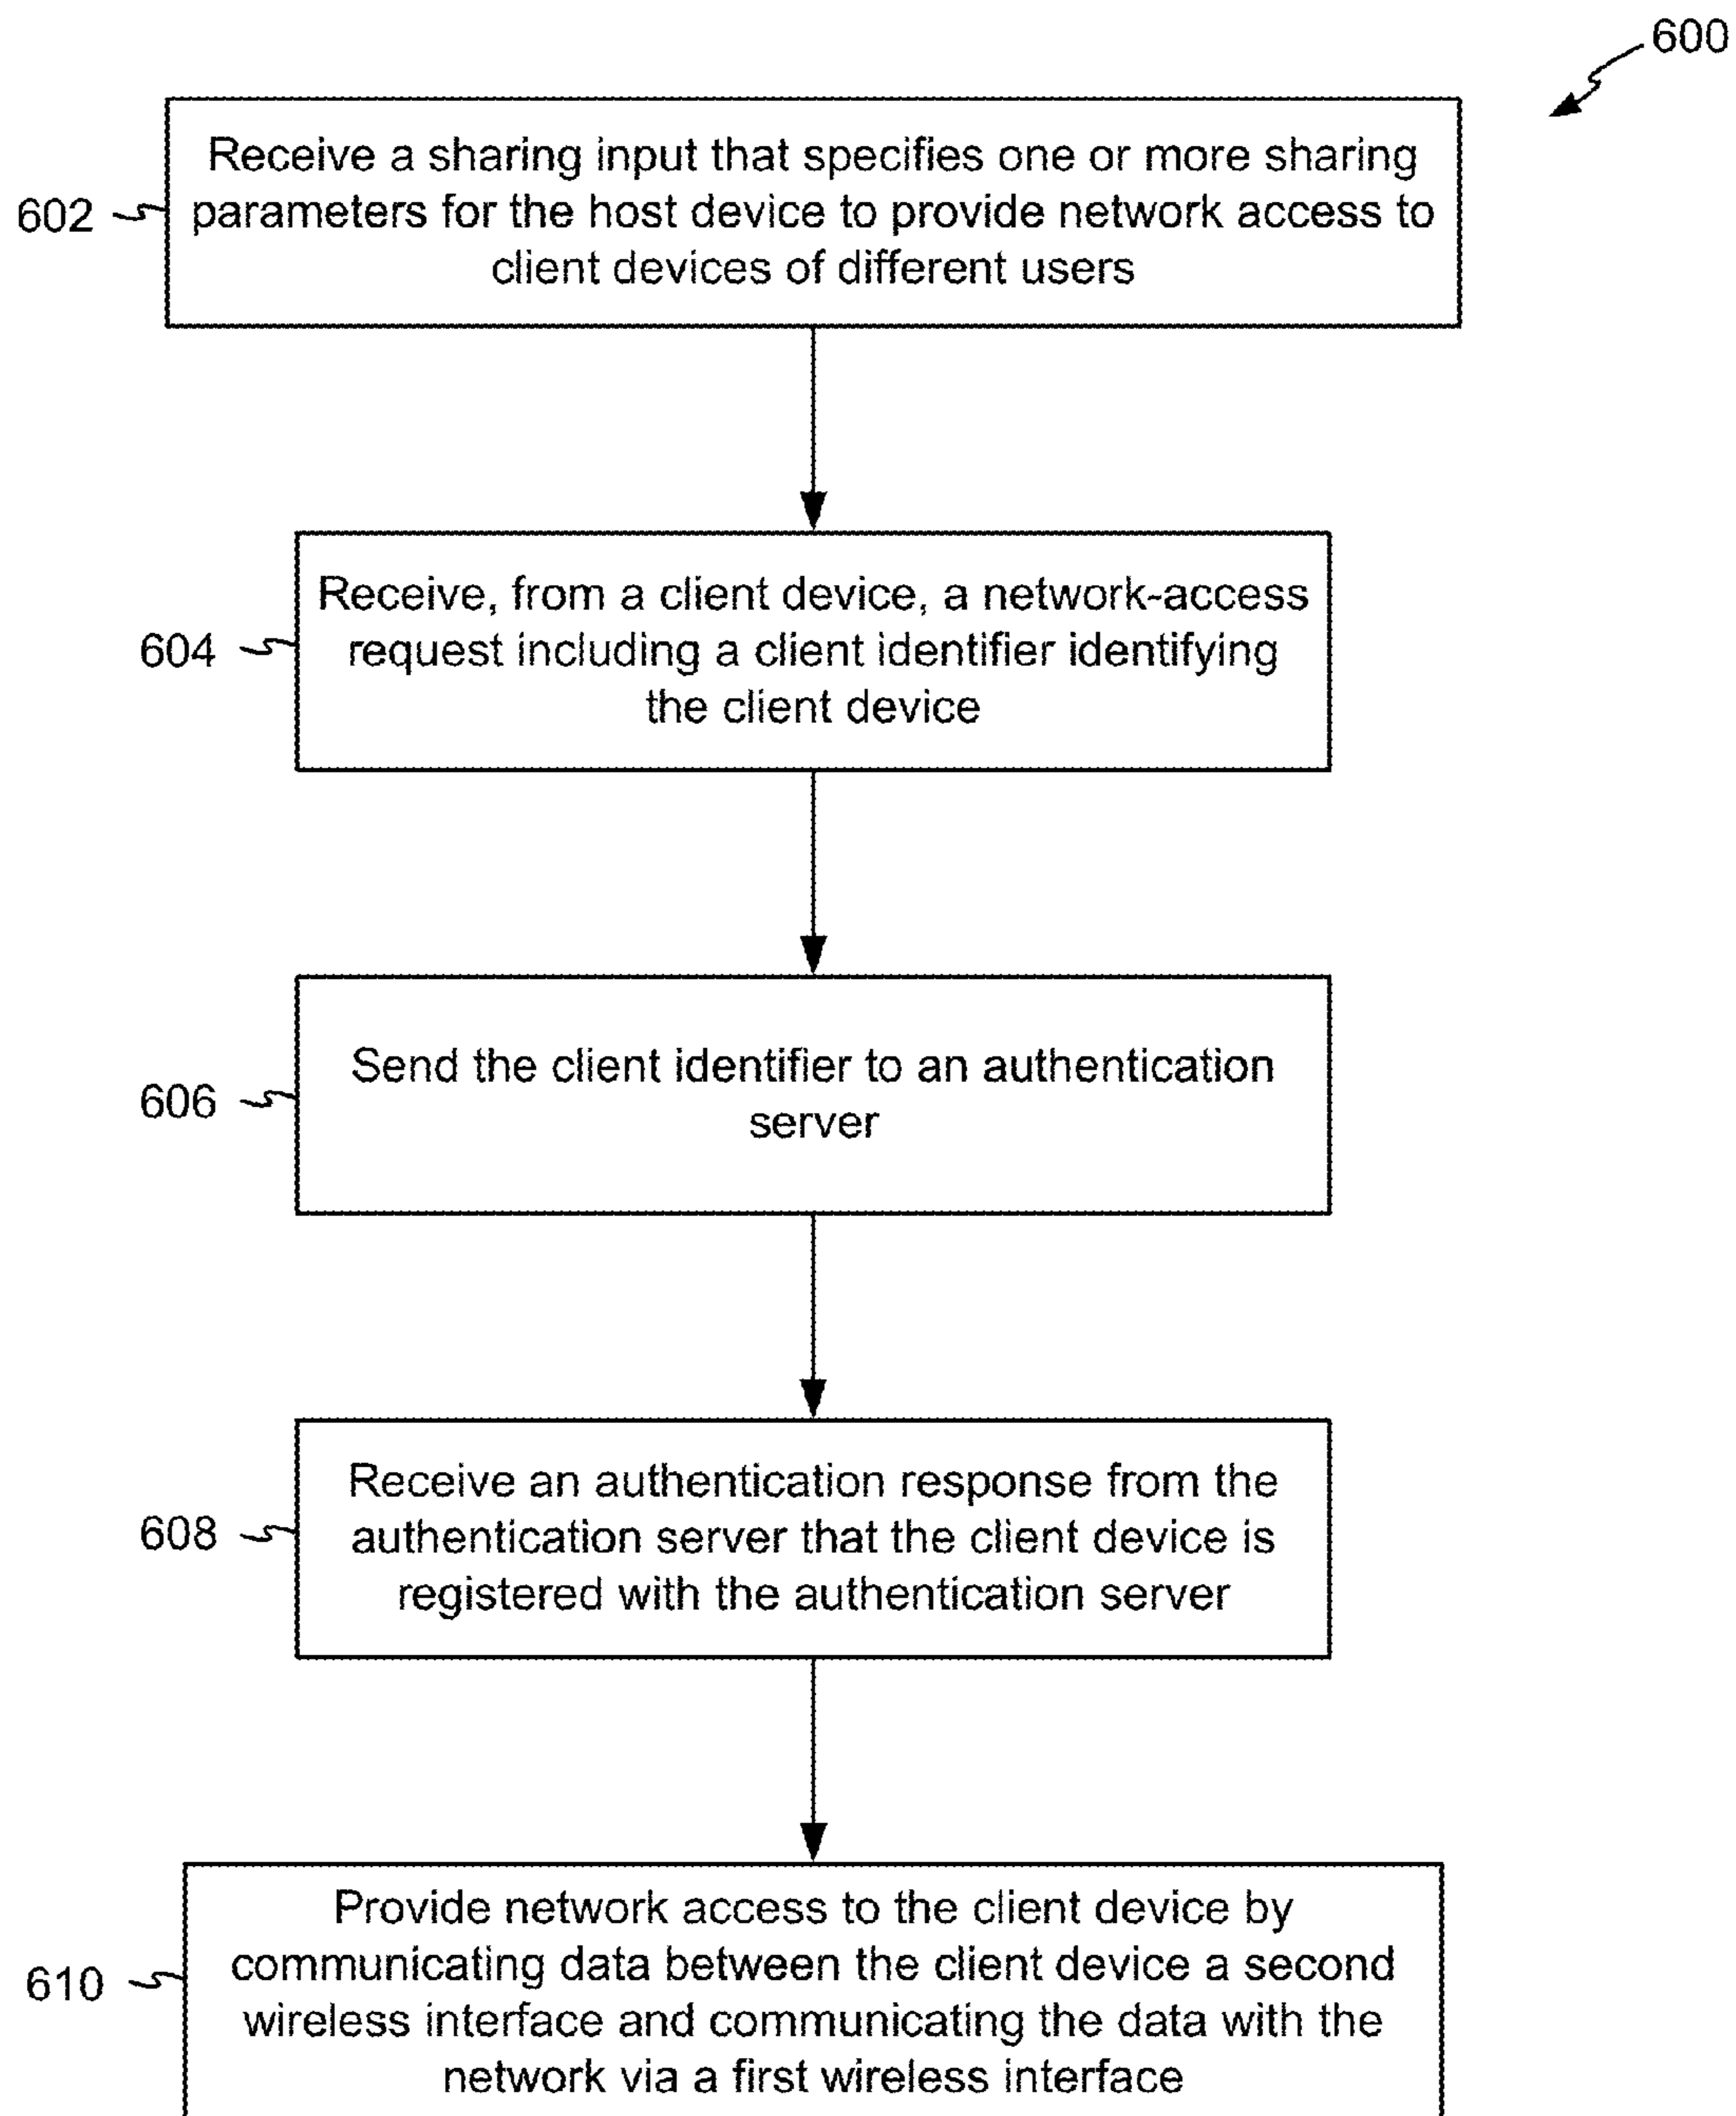 600
Receive a sharing input that specifies one or more sharing
parameters for the host device to provide network access to
client devices of different users
602
Receive, from a client device, a network-access
request including a client identifier identifying
the client device
604
Send the client identifier to an authentication
server
606
Receive an authentication response from the
authentication server that the client device is
registered with the authentication server
608
Provide network access to the client device by
communicating data between the client device a second
wireless interface and communicating the data with the
network via a first wireless interface
610